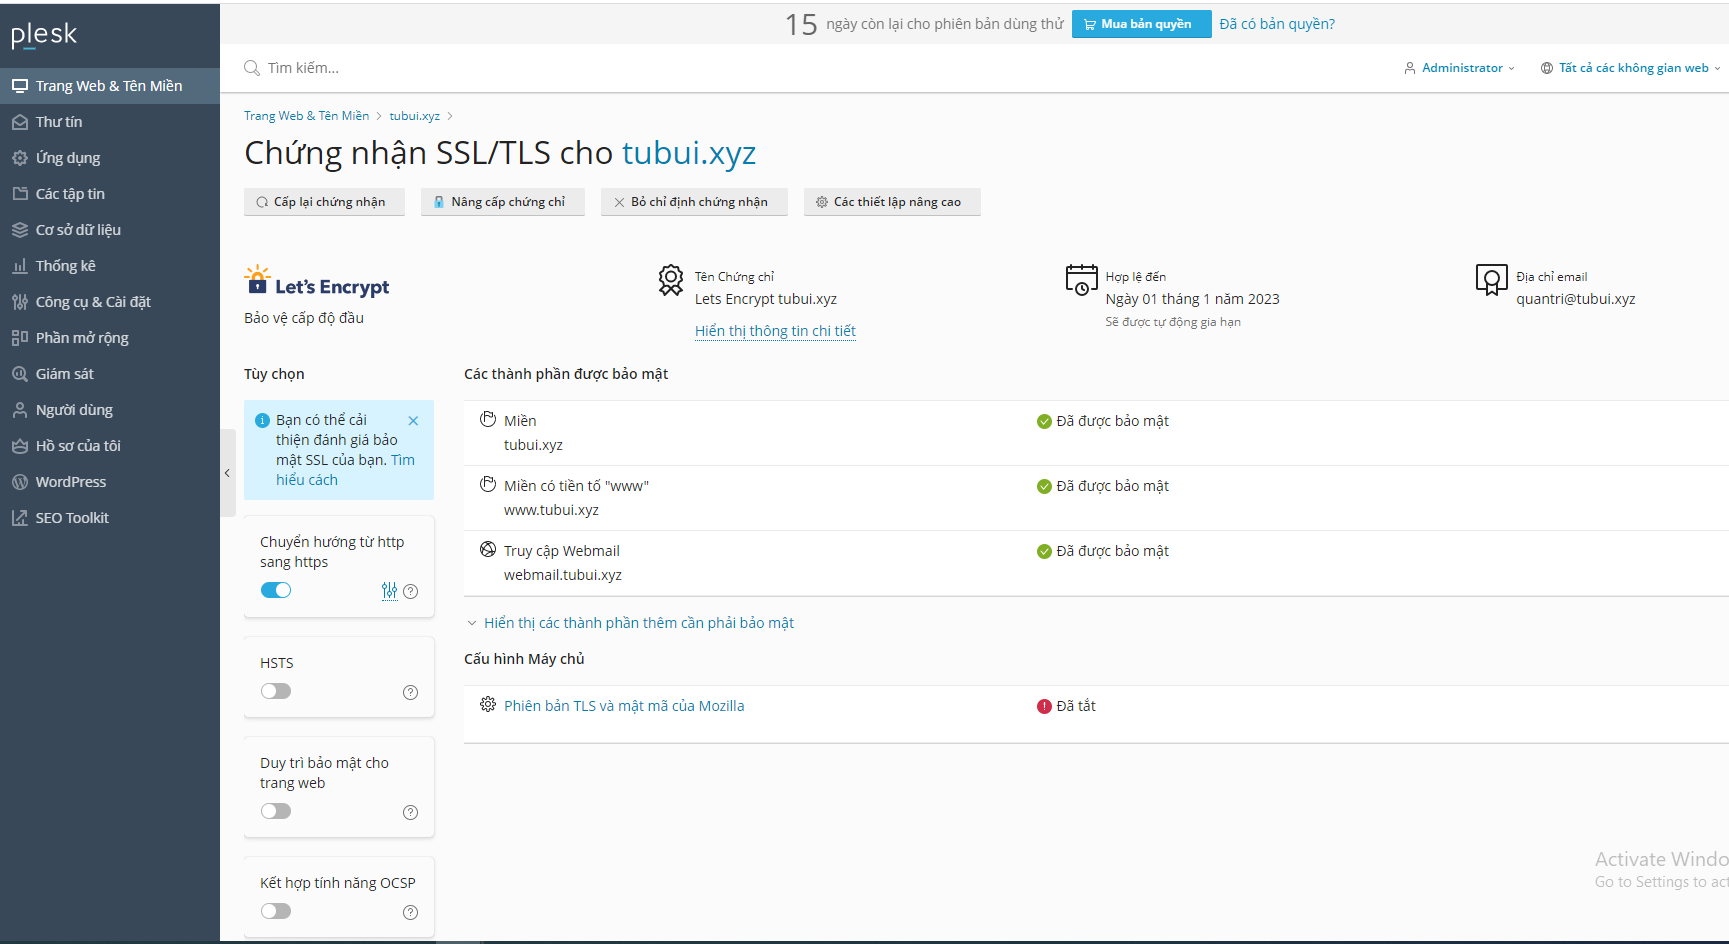 plesk
15 ngày còn lại cho phiên bản dùng thử Mua bản quyền Đã có bản quyền?
Tìm kiếm...
Administrator
Tất cả các không gian web
Trang Web & Tên Miền
Thư tín
Ứng dụng
Các tập tin
Cơ sở dữ liệu
Thống kê
Công cụ & Cài đặt
Phần mở rộng
Giám sát
Người dùng
Hồ sơ của tôi
WordPress
SEO Toolkit
Trang Web & Tên Miền > tubui.xyz >
Chứng nhận SSL/TLS cho tubui.xyz
Cấp lại chứng nhận
Nâng cấp chứng chỉ
Bỏ chỉ định chứng nhận
Các thiết lập nâng cao
Let's Encrypt
Bảo vệ cấp độ đầu
Tên Chứng chỉ
Lets Encrypt tubui.xyz
Hiển thị thông tin chi tiết
Hợp lệ đến
Ngày 01 tháng 1 năm 2023
Sẽ được tự động gia hạn
Địa chỉ email
quantri@tubui.xyz
Tùy chọn
Bạn có thể cải
thiện đánh giá bảo
mật SSL của bạn. Tìm
hiểu cách
Chuyển hướng từ http
sang https
HSTS
Duy trì bảo mật cho
trang web
Kết hợp tính năng OCSP
Các thành phần được bảo mật
Miền
tubui.xyz
Đã được bảo mật
Miền có tiền tố "www"
www.tubui.xyz
Đã được bảo mật
Truy cập Webmail
webmail.tubui.xyz
Đã được bảo mật
Hiển thị các thành phần thêm cần phải bảo mật
Cấu hình Máy chủ
Phiên bản TLS và mật mã của Mozilla
Đã tắt
Activate Windo
Go to Settings to act